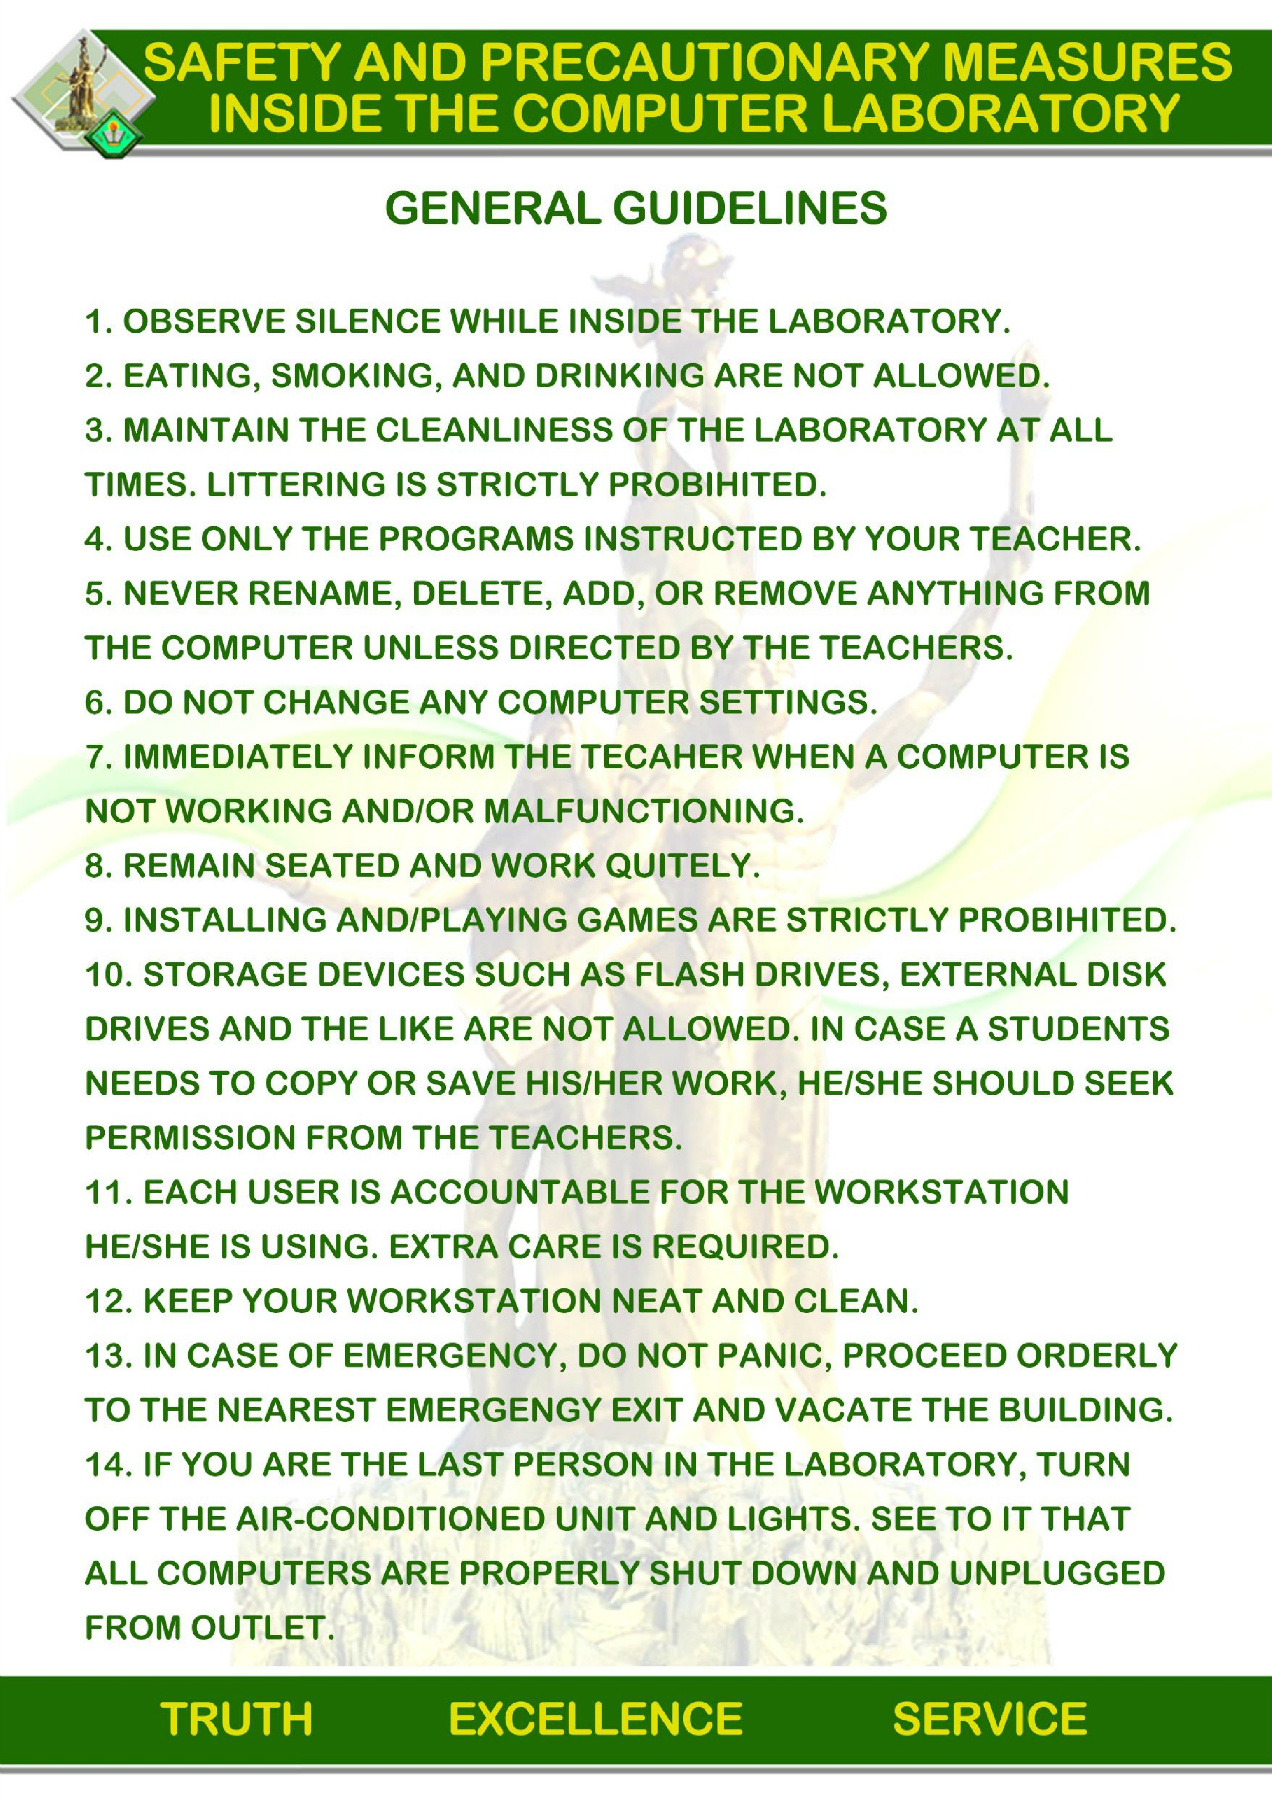 SAFETY AND PRECAUTIONARY MEASURES
INSIDE THE COMPUTER LABORATORY
GENERAL GUIDELINES
1. OBSERVE SILENCE WHILE INSIDE THE LABORATORY.
2. EATING, SMOKING, AND DRINKING ARE NOT ALLOWED.
3. MAINTAIN THE CLEANLINESS OF THE LABORATORY AT ALL
TIMES. LITTERING IS STRICTLY PROBIHITED.
4. USE ONLY THE PROGRAMS INSTRUCTED BY YOUR TEACHER.
5. NEVER RENAME, DELETE, ADD, OR REMOVE ANYTHING FROM
THE COMPUTER UNLESS DIRECTED BY THE TEACHERS.
6. DO NOT CHANGE ANY COMPUTER SETTINGS.
7. IMMEDIATELY INFORM THE TECAHER WHEN A COMPUTER IS
NOT WORKING AND/OR MALFUNCTIONING.
8. REMAIN SEATED AND WORK QUITELY.
9. INSTALLING AND/PLAYING GAMES ARE STRICTLY PROBIHITED.
10. STORAGE DEVICES SUCH AS FLASH DRIVES, EXTERNAL DISK
DRIVES AND THE LIKE ARE NOT ALLOWED. IN CASE A STUDENTS
NEEDS TO COPY OR SAVE HIS/HER WORK, HE/SHE SHOULD SEEK
PERMISSION FROM THE TEACHERS.
11. EACH USER IS ACCOUNTABLE FOR THE WORKSTATION
HE/SHE IS USING. EXTRA CARE IS REQUIRED.
12. KEEP YOUR WORKSTATION NEAT AND CLEAN.
13. IN CASE OF EMERGENCY, DO NOT PANIC, PROCEED ORDERLY
TO THE NEAREST EMERGENGY EXIT AND VACATE THE BUILDING.
14. IF YOU ARE THE LAST PERSON IN THE LABORATORY, TURN
OFF THE AIR-CONDITIONED UNIT AND LIGHTS. SEE TO IT THAT
ALL COMPUTERS ARE PROPERLY SHUT DOWN AND UNPLUGGED
FROM OUTLET.
TRUTH EXCELLENCE SERVICE